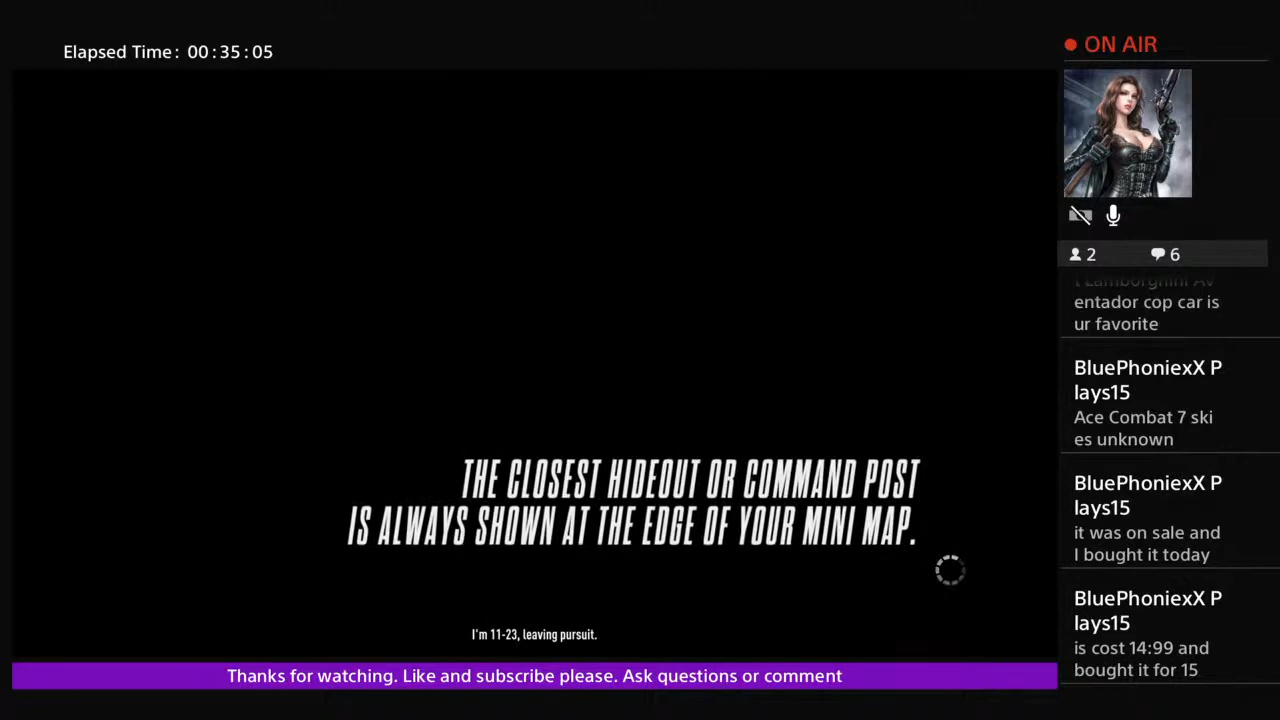 Elapsed Time: 00:35:05
ON AIR
2 6
t Lamborghini Av
entador cop car is
ur favorite
BluePhoniexX P
lays15
Ace Combat 7 ski
es unknown
BluePhoniexX P
lays15
it was on sale and
I bought it today
BluePhoniexX P
lays15
is cost 14:99 and
bought it for 15
THE CLOSEST HIDEOUT OR COMMAND POST
IS ALWAYS SHOWN AT THE EDGE OF YOUR MINI MAP.
I'm 11-23, leaving pursuit.
Thanks for watching. Like and subscribe please. Ask questions or comment